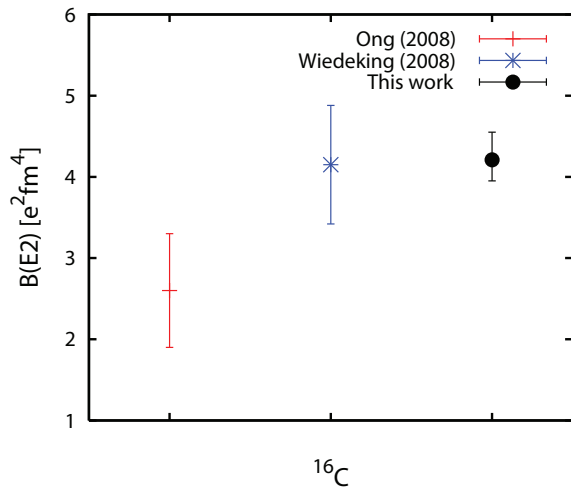 Ong (2008)
Wiedeking (2008)
This work
6
5
4
3
2
1
B(E2) [e²fm⁴]
¹⁶C